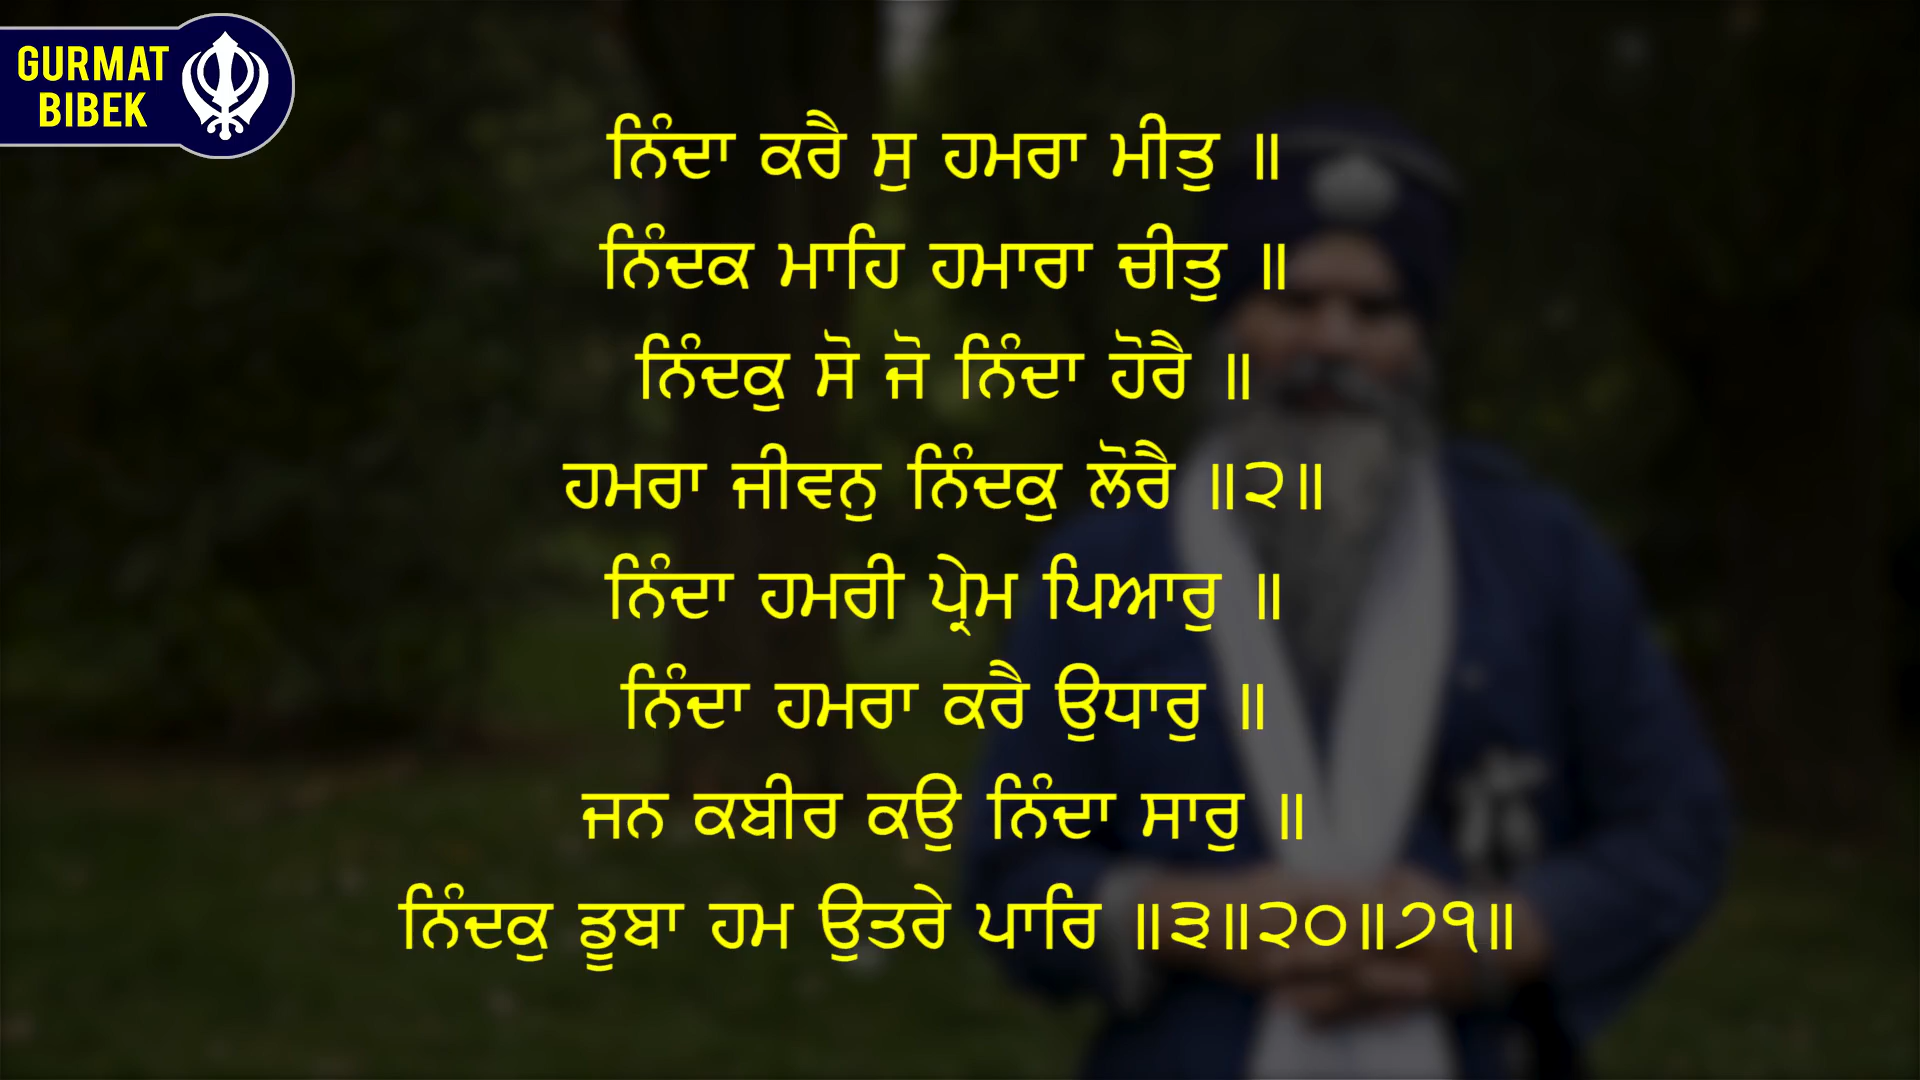 GURMAT
BIBEK
ਨਿੰਦਾ ਕਰੈ ਸੁ ਹਮਰਾ ਮੀਤੁ ॥
ਨਿੰਦਕ ਮਾਹਿ ਹਮਾਰਾ ਚੀਤੁ ॥
ਨਿੰਦਕੁ ਸੋ ਜੋ ਨਿੰਦਾ ਹੋਰੈ ॥
ਹਮਰਾ ਜੀਵਨੁ ਨਿੰਦਕੁ ਲੋਰੈ ॥੨॥
ਨਿੰਦਾ ਹਮਰੀ ਪ੍ਰੇਮ ਪਿਆਰੁ ॥
ਨਿੰਦਾ ਹਮਰਾ ਕਰੈ ਉਧਾਰੁ ॥
ਜਨ ਕਬੀਰ ਕਉ ਨਿੰਦਾ ਸਾਰੁ ॥
ਨਿੰਦਕੁ ਡੂਬਾ ਹਮ ਉਤਰੇ ਪਾਰਿ ॥੩॥੨੦॥੭੧॥